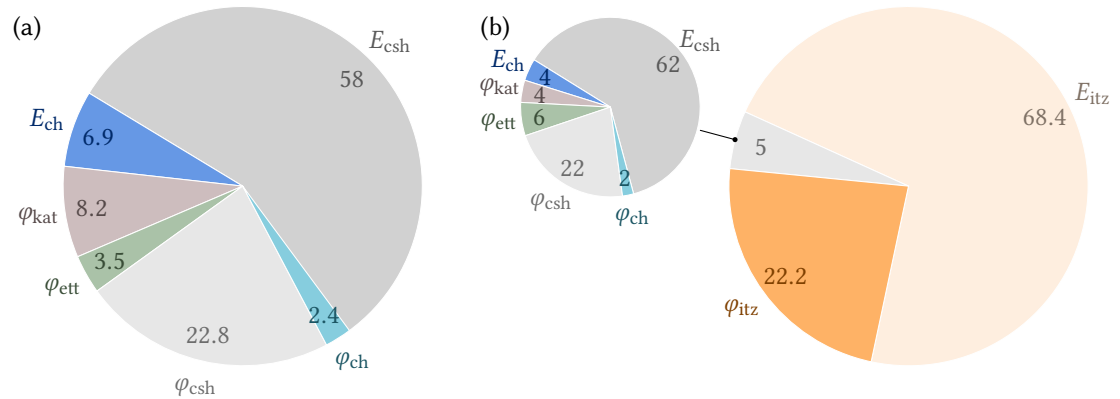 (a)
E_csh
58
E_ch
6.9
φ_kat
8.2
φ_ett
3.5
φ_csh
22.8
φ_ch
2.4
(b)
E_csh
62
E_ch
4
φ_kat
4
φ_ett
6
φ_csh
22
φ_ch
2
E_itz
68.4
5
φ_itz
22.2